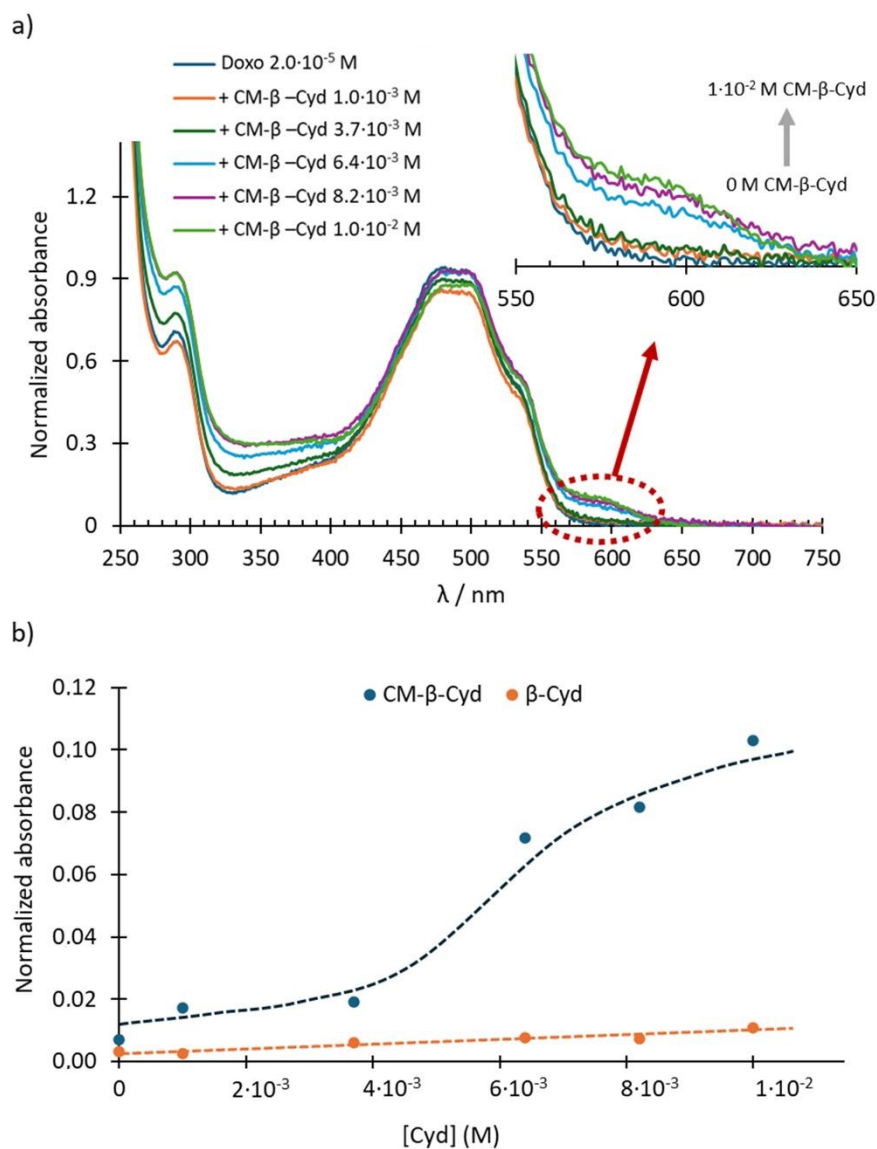 a)
Doxo 2.0·10⁻⁵ M
+ CM-β –Cyd 1.0·10⁻³ M
+ CM-β –Cyd 3.7·10⁻³ M
+ CM-β –Cyd 6.4·10⁻³ M
+ CM-β –Cyd 8.2·10⁻³ M
+ CM-β –Cyd 1.0·10⁻² M
1·10⁻² M CM-β-Cyd
0 M CM-β-Cyd
550 600 650
Normalized absorbance
1.2
0.9
0.6
0.3
0
250 300 350 400 450 500 550 600 650 700 750
λ / nm
b)
CM-β-Cyd β-Cyd
Normalized absorbance
0.12
0.10
0.08
0.06
0.04
0.02
0.00
0 2·10⁻³ 4·10⁻³ 6·10⁻³ 8·10⁻³ 1·10⁻²
[Cyd] (M)